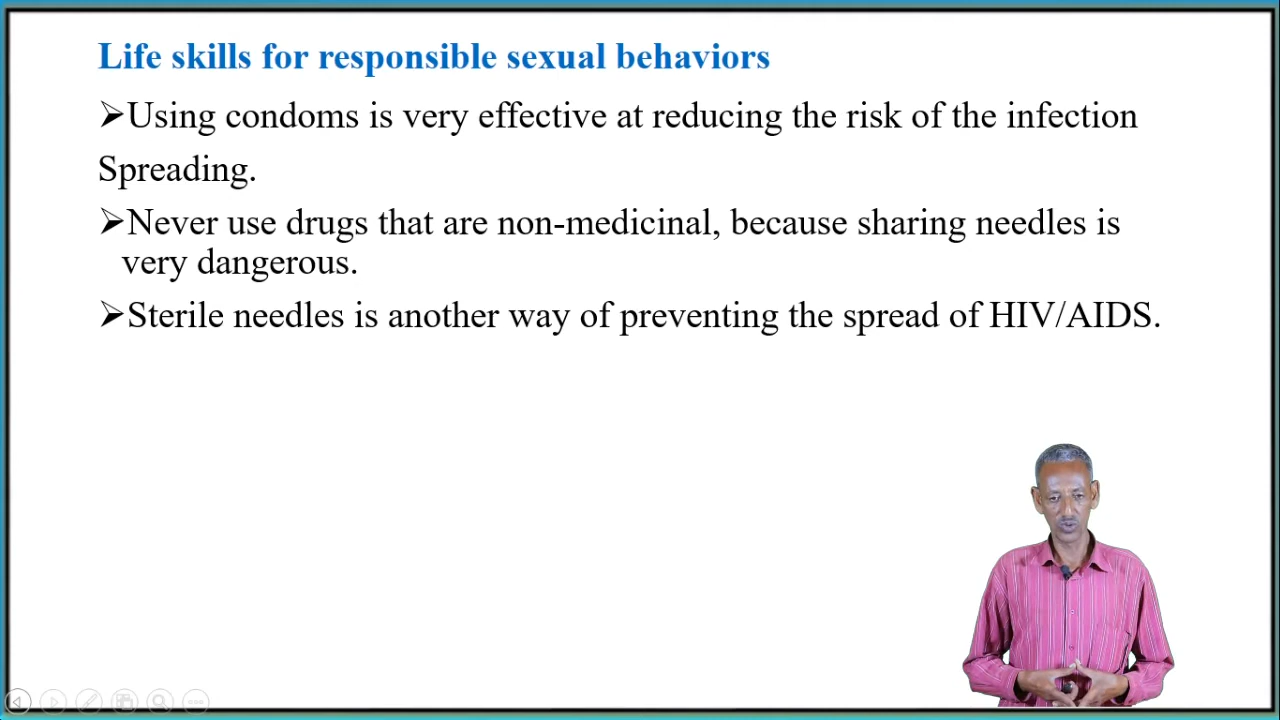 Life skills for responsible sexual behaviors
➢Using condoms is very effective at reducing the risk of the infection
Spreading.
➢Never use drugs that are non-medicinal, because sharing needles is
very dangerous.
➢Sterile needles is another way of preventing the spread of HIV/AIDS.